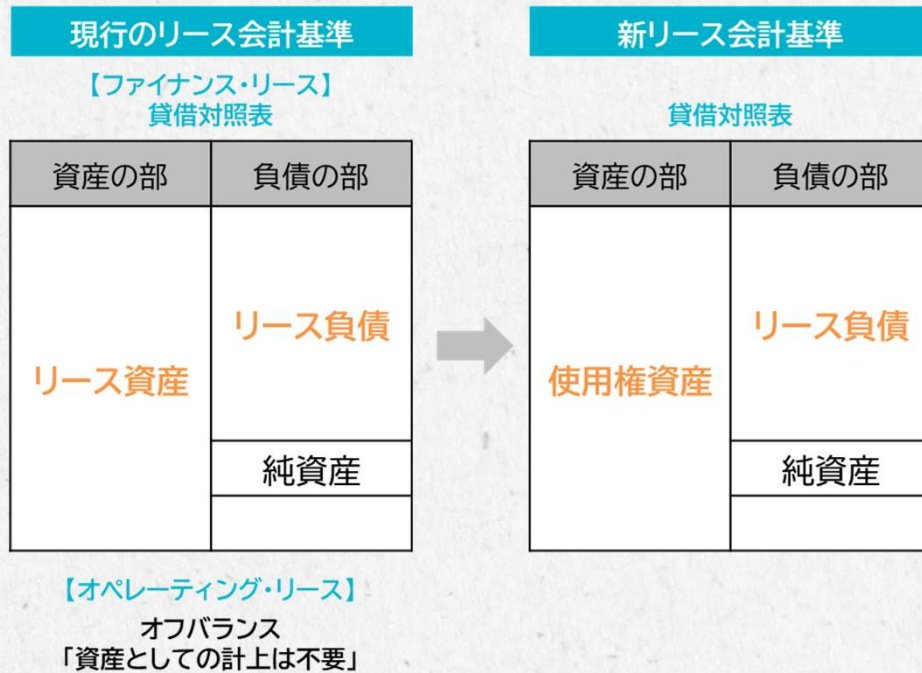 現行のリース会計基準
【ファイナンス・リース】
貸借対照表
資産の部
負債の部
リース資産
リース負債
純資産
【オペレーティング・リース】
オフバランス
「資産としての計上は不要」
新リース会計基準
貸借対照表
資産の部
負債の部
使用権資産
リース負債
純資産